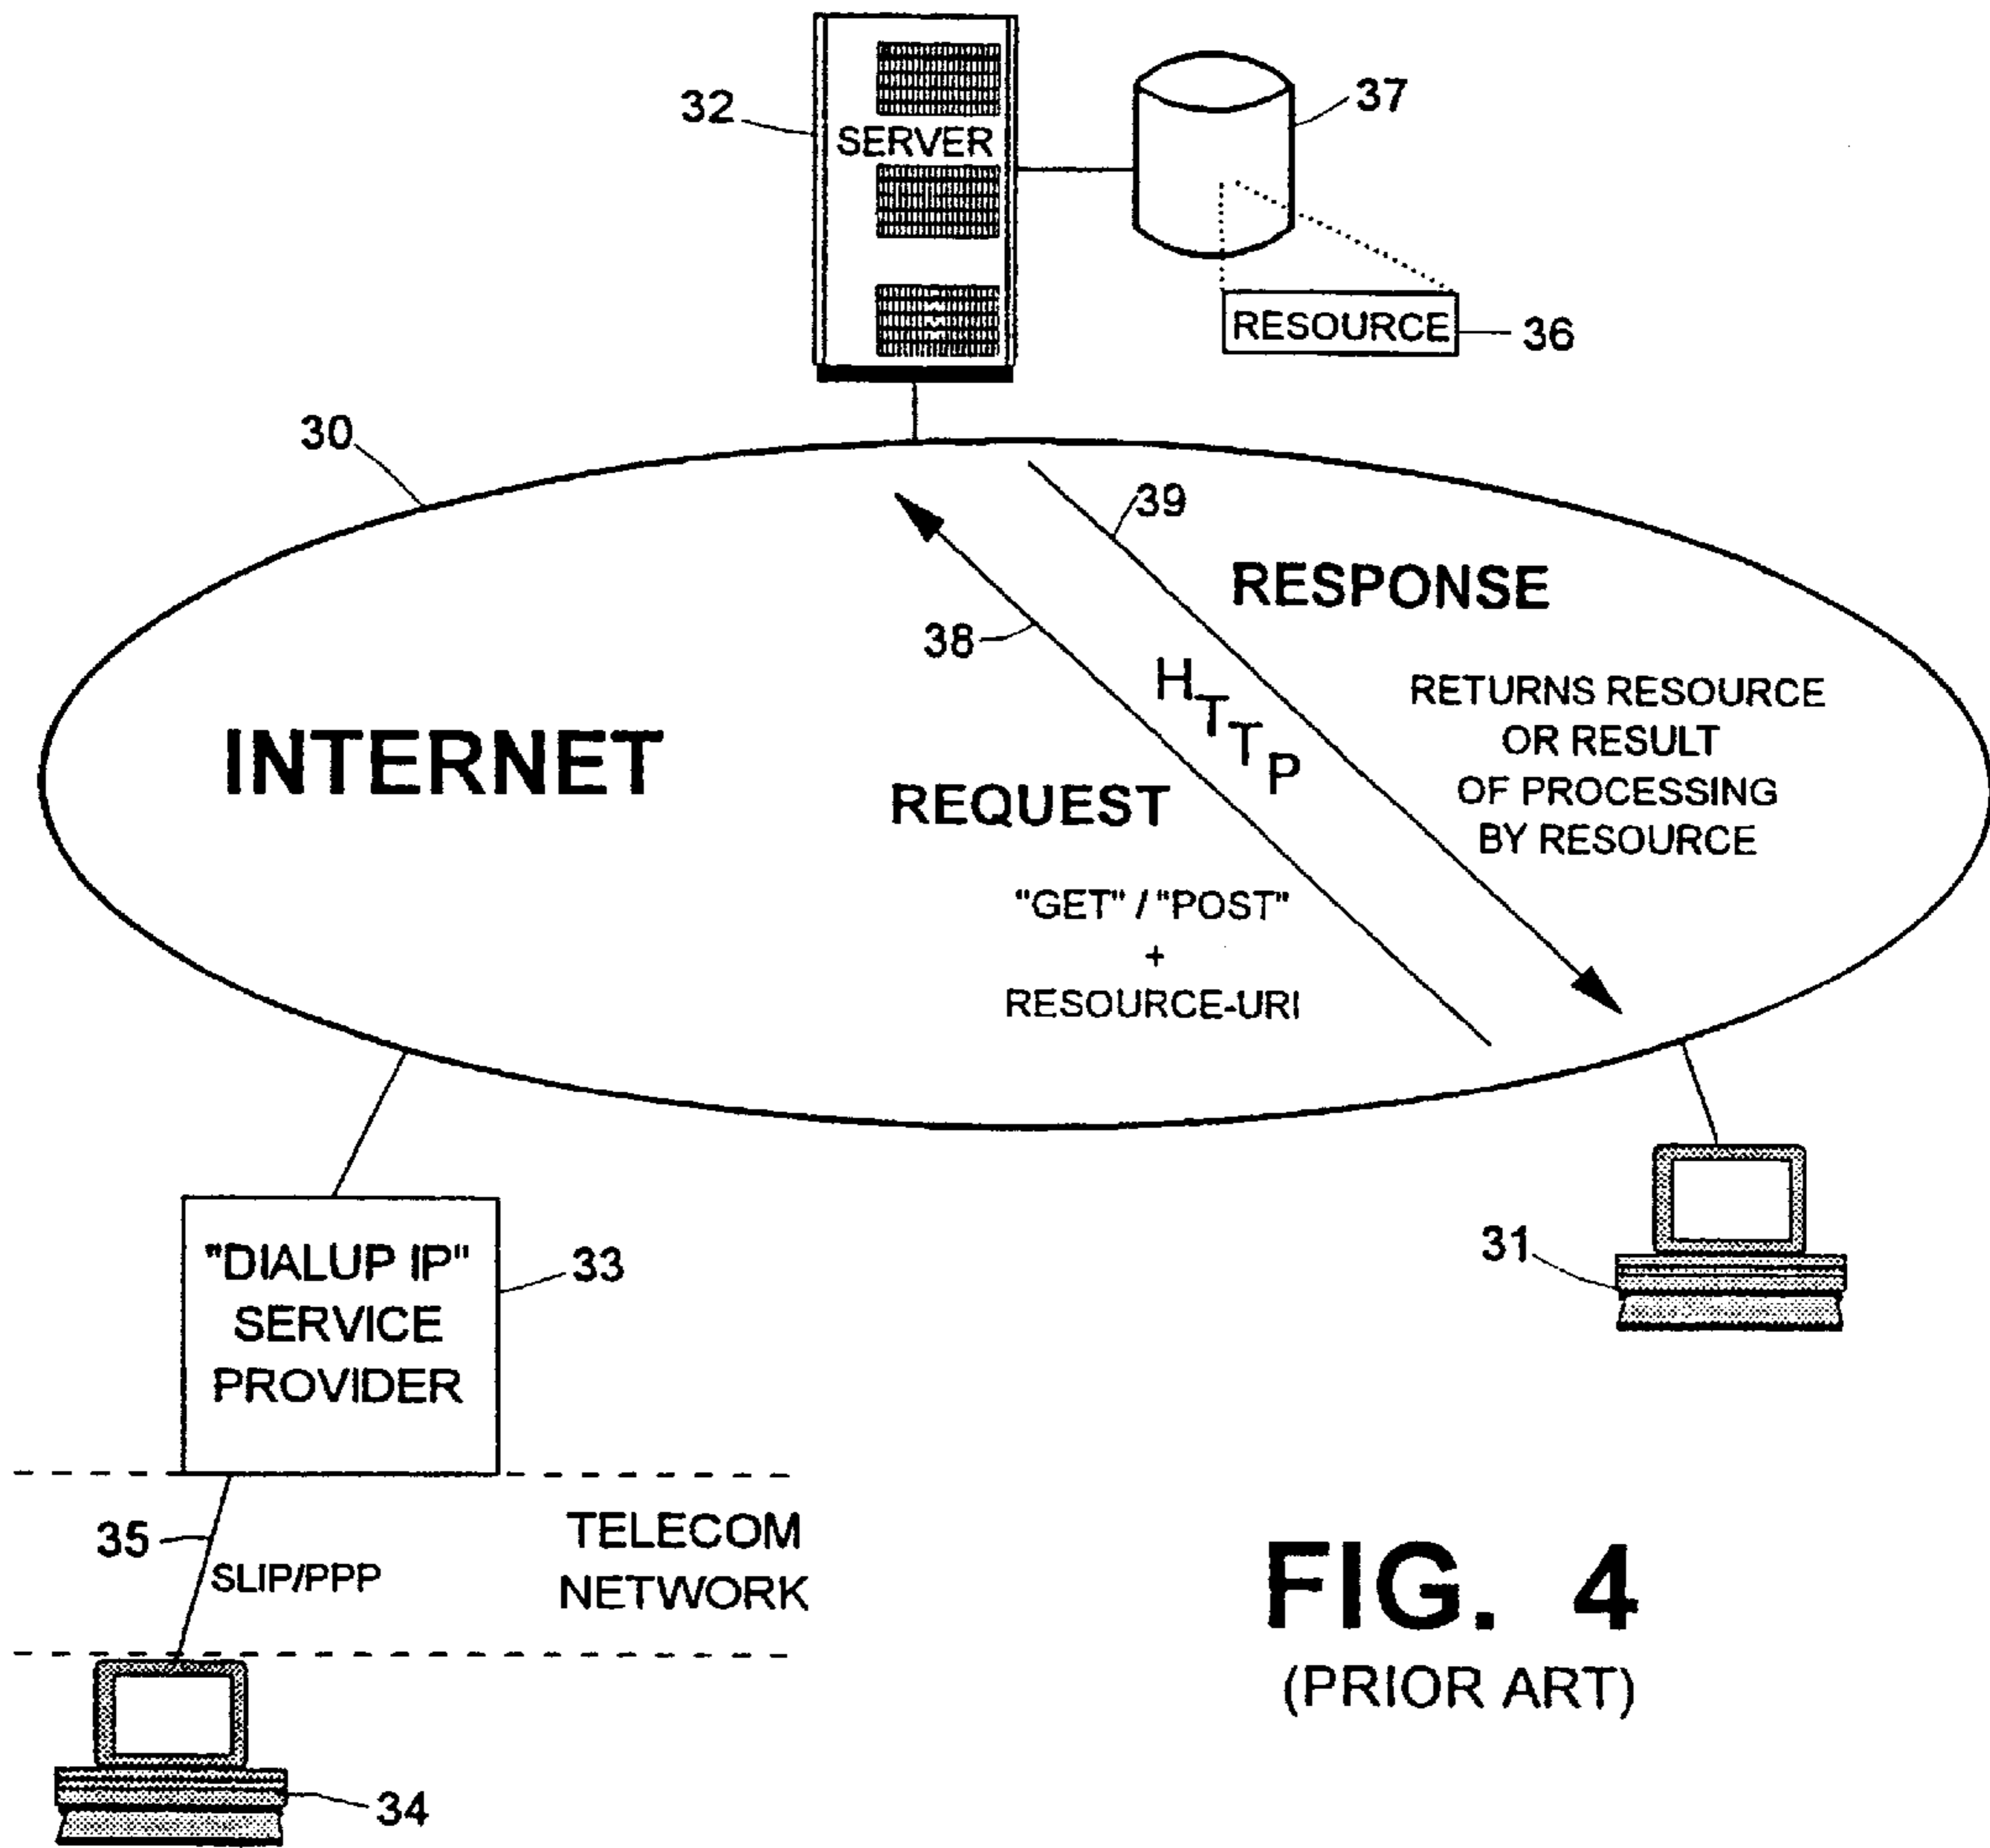 32
SERVER
37
RESOURCE
36
30
39
RESPONSE
38
HTTP
RETURNS RESOURCE
OR RESULT
OF PROCESSING
BY RESOURCE
INTERNET
REQUEST
"GET" / "POST"
+
RESOURCE-URI
"DIALUP IP"
SERVICE
PROVIDER
33
31
35
SLIP/PPP
TELECOM
NETWORK
34
FIG. 4
(PRIOR ART)